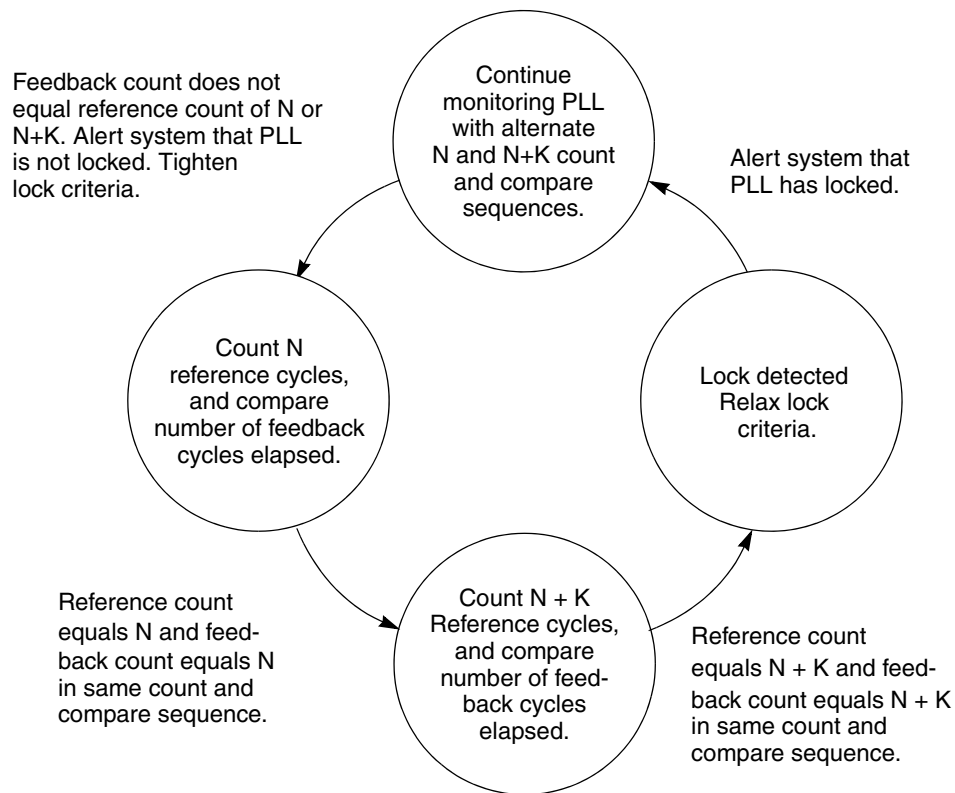 Feedback count does not
equal reference count of N or
N+K. Alert system that PLL
is not locked. Tighten
lock criteria.
Continue
monitoring PLL
with alternate
N and N+K count
and compare
sequences.
Alert system that
PLL has locked.
Count N
reference cycles,
and compare
number of feedback
cycles elapsed.
Lock detected
Relax lock
criteria.
Reference count
equals N and feed-
back count equals N
in same count and
compare sequence.
Count N + K
Reference cycles,
and compare
number of feed-
back cycles
elapsed.
Reference count
equals N + K and feed-
back count equals N + K
in same count and
compare sequence.